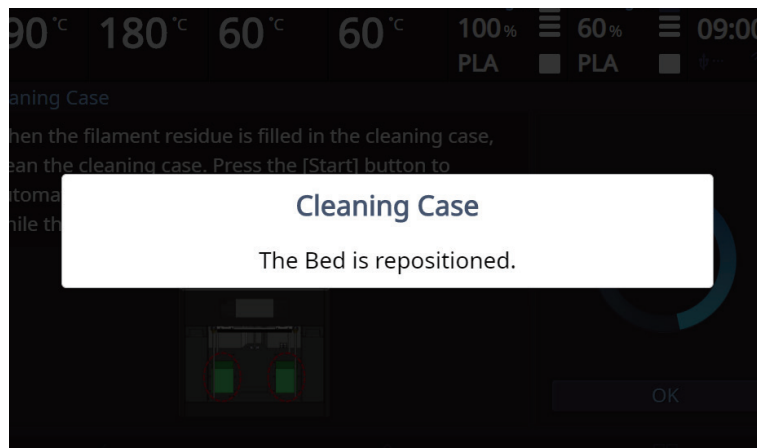 90°C 180°C 60°C 60°C 100% 60% 09:00
PLA PLA
aning Case
hen the filament residue is filled in the cleaning case,
ean the cleaning case. Press the [Start] button to
utoma
hile th
Cleaning Case
The Bed is repositioned.
OK